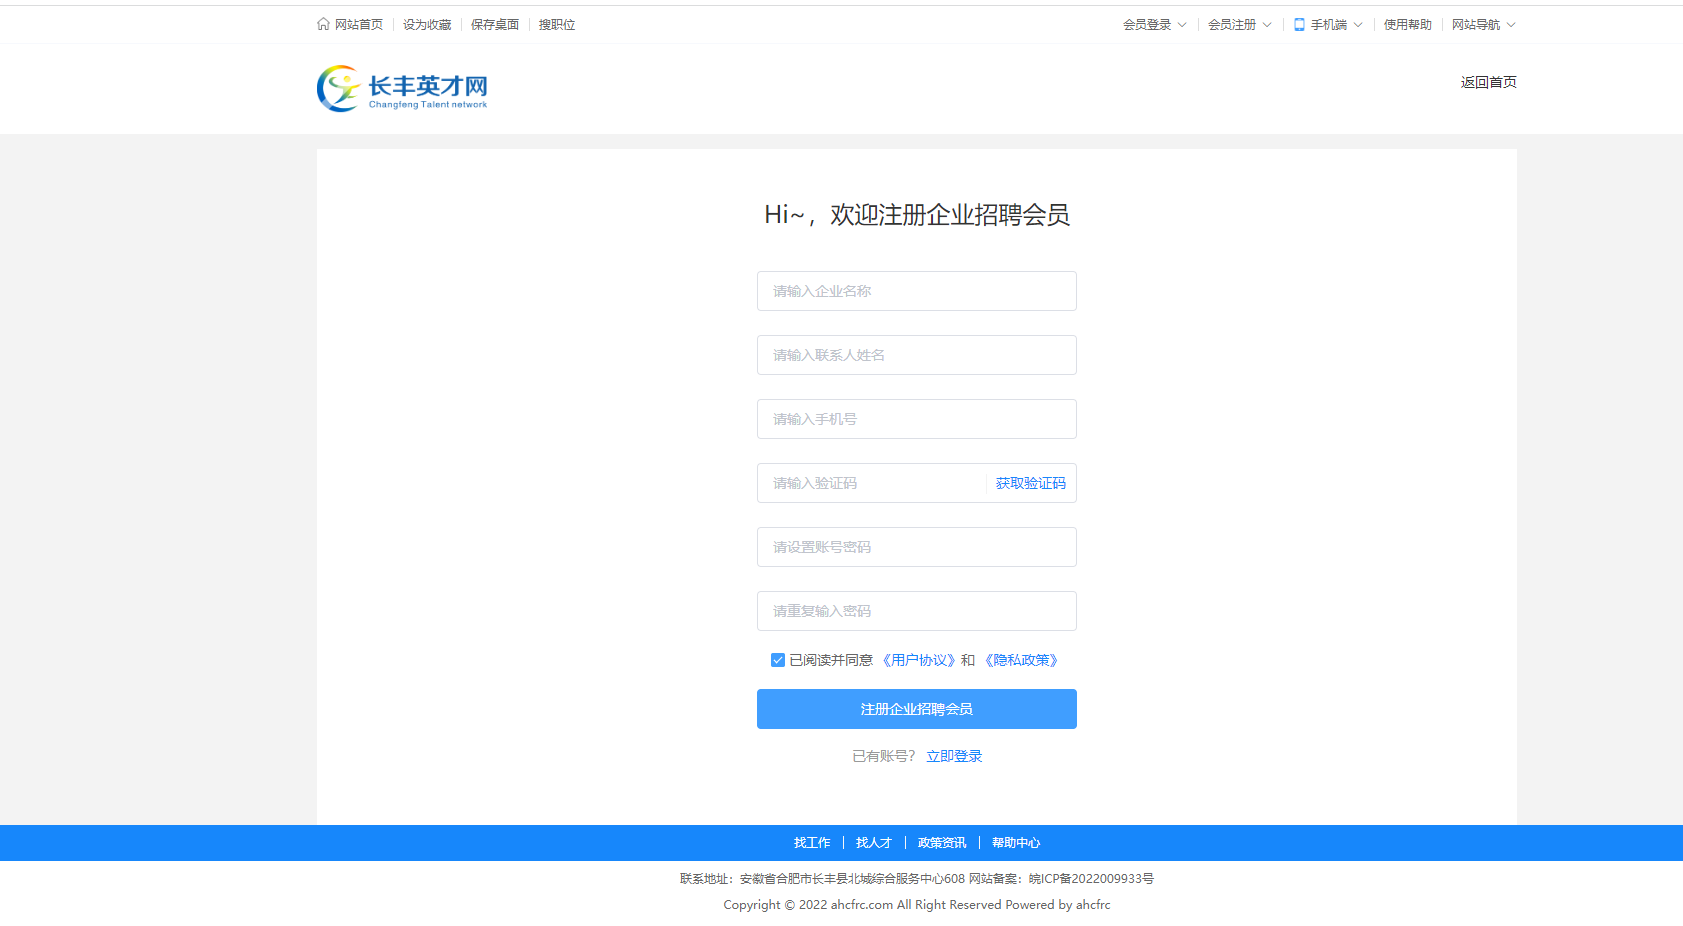 网站首页 设为收藏 保存桌面 搜职位 会员登录 会员注册 手机端 使用帮助 网站导航
长丰英才网
Changfeng Talent network
返回首页
Hi~，欢迎注册企业招聘会员
请输入企业名称
请输入联系人姓名
请输入手机号
请输入验证码 获取验证码
请设置账号密码
请重复输入密码
已阅读并同意 《用户协议》和 《隐私政策》
注册企业招聘会员
已有账号？ 立即登录
找工作 找人才 政策资讯 帮助中心
联系地址：安徽省合肥市长丰县北城综合服务中心608 网站备案：皖ICP备2022009933号
Copyright © 2022 ahcfrc.com All Right Reserved Powered by ahcfrc